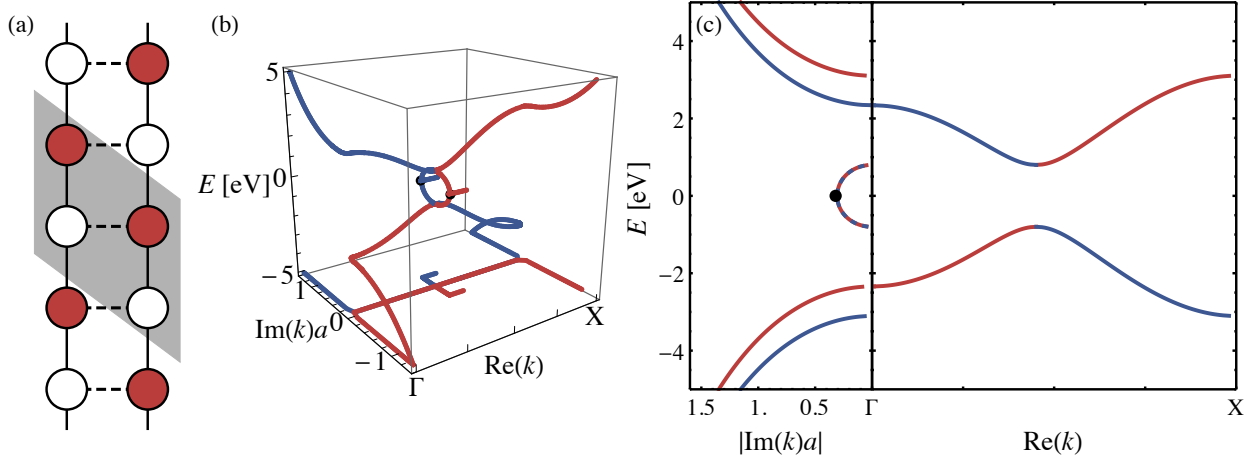 (a)
(b)
5
E [eV]
0
−5
1
Im(k)a
0
−1
Γ
Re(k)
X
(c)
E [eV]
4
2
0
−2
−4
1.5
1.
0.5
Γ
X
|Im(k)a|
Re(k)